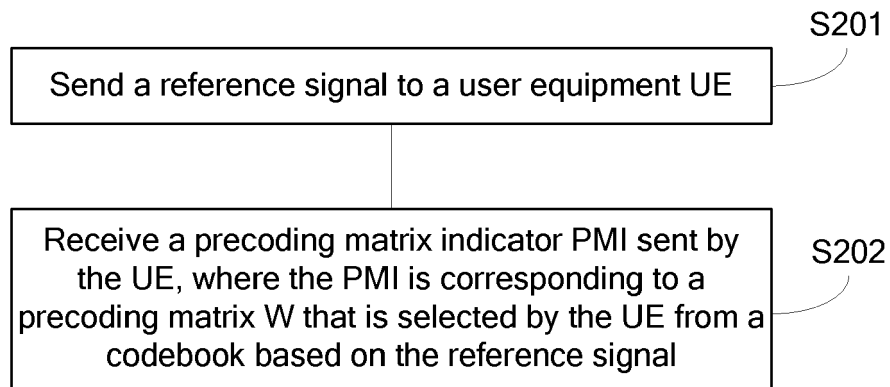 S201
Send a reference signal to a user equipment UE
Receive a precoding matrix indicator PMI sent by
the UE, where the PMI is corresponding to a
precoding matrix W that is selected by the UE from a
codebook based on the reference signal
S202